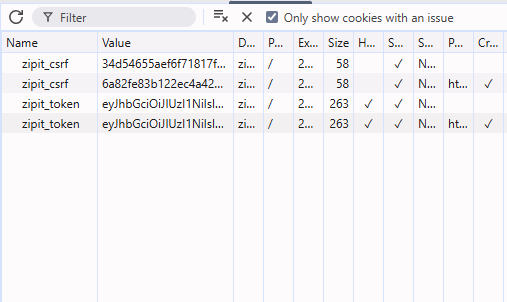 Filter Only show cookies with an issue
Name Value D... P... Ex... Size H... S... S... P... Cr...
zipit_csrf 34d54655aef6f71817f... zi... / 2... 58 ✓ N...
zipit_csrf 6a82fe83b122ec4a42... zi... / 2... 58 ✓ N... ht... ✓
zipit_token eyJhbGciOiJIUzI1NiIsI... zi... / 2... 263 ✓ ✓ N...
zipit_token eyJhbGciOiJIUzI1NiIsI... zi... / 2... 263 ✓ ✓ N... ht... ✓